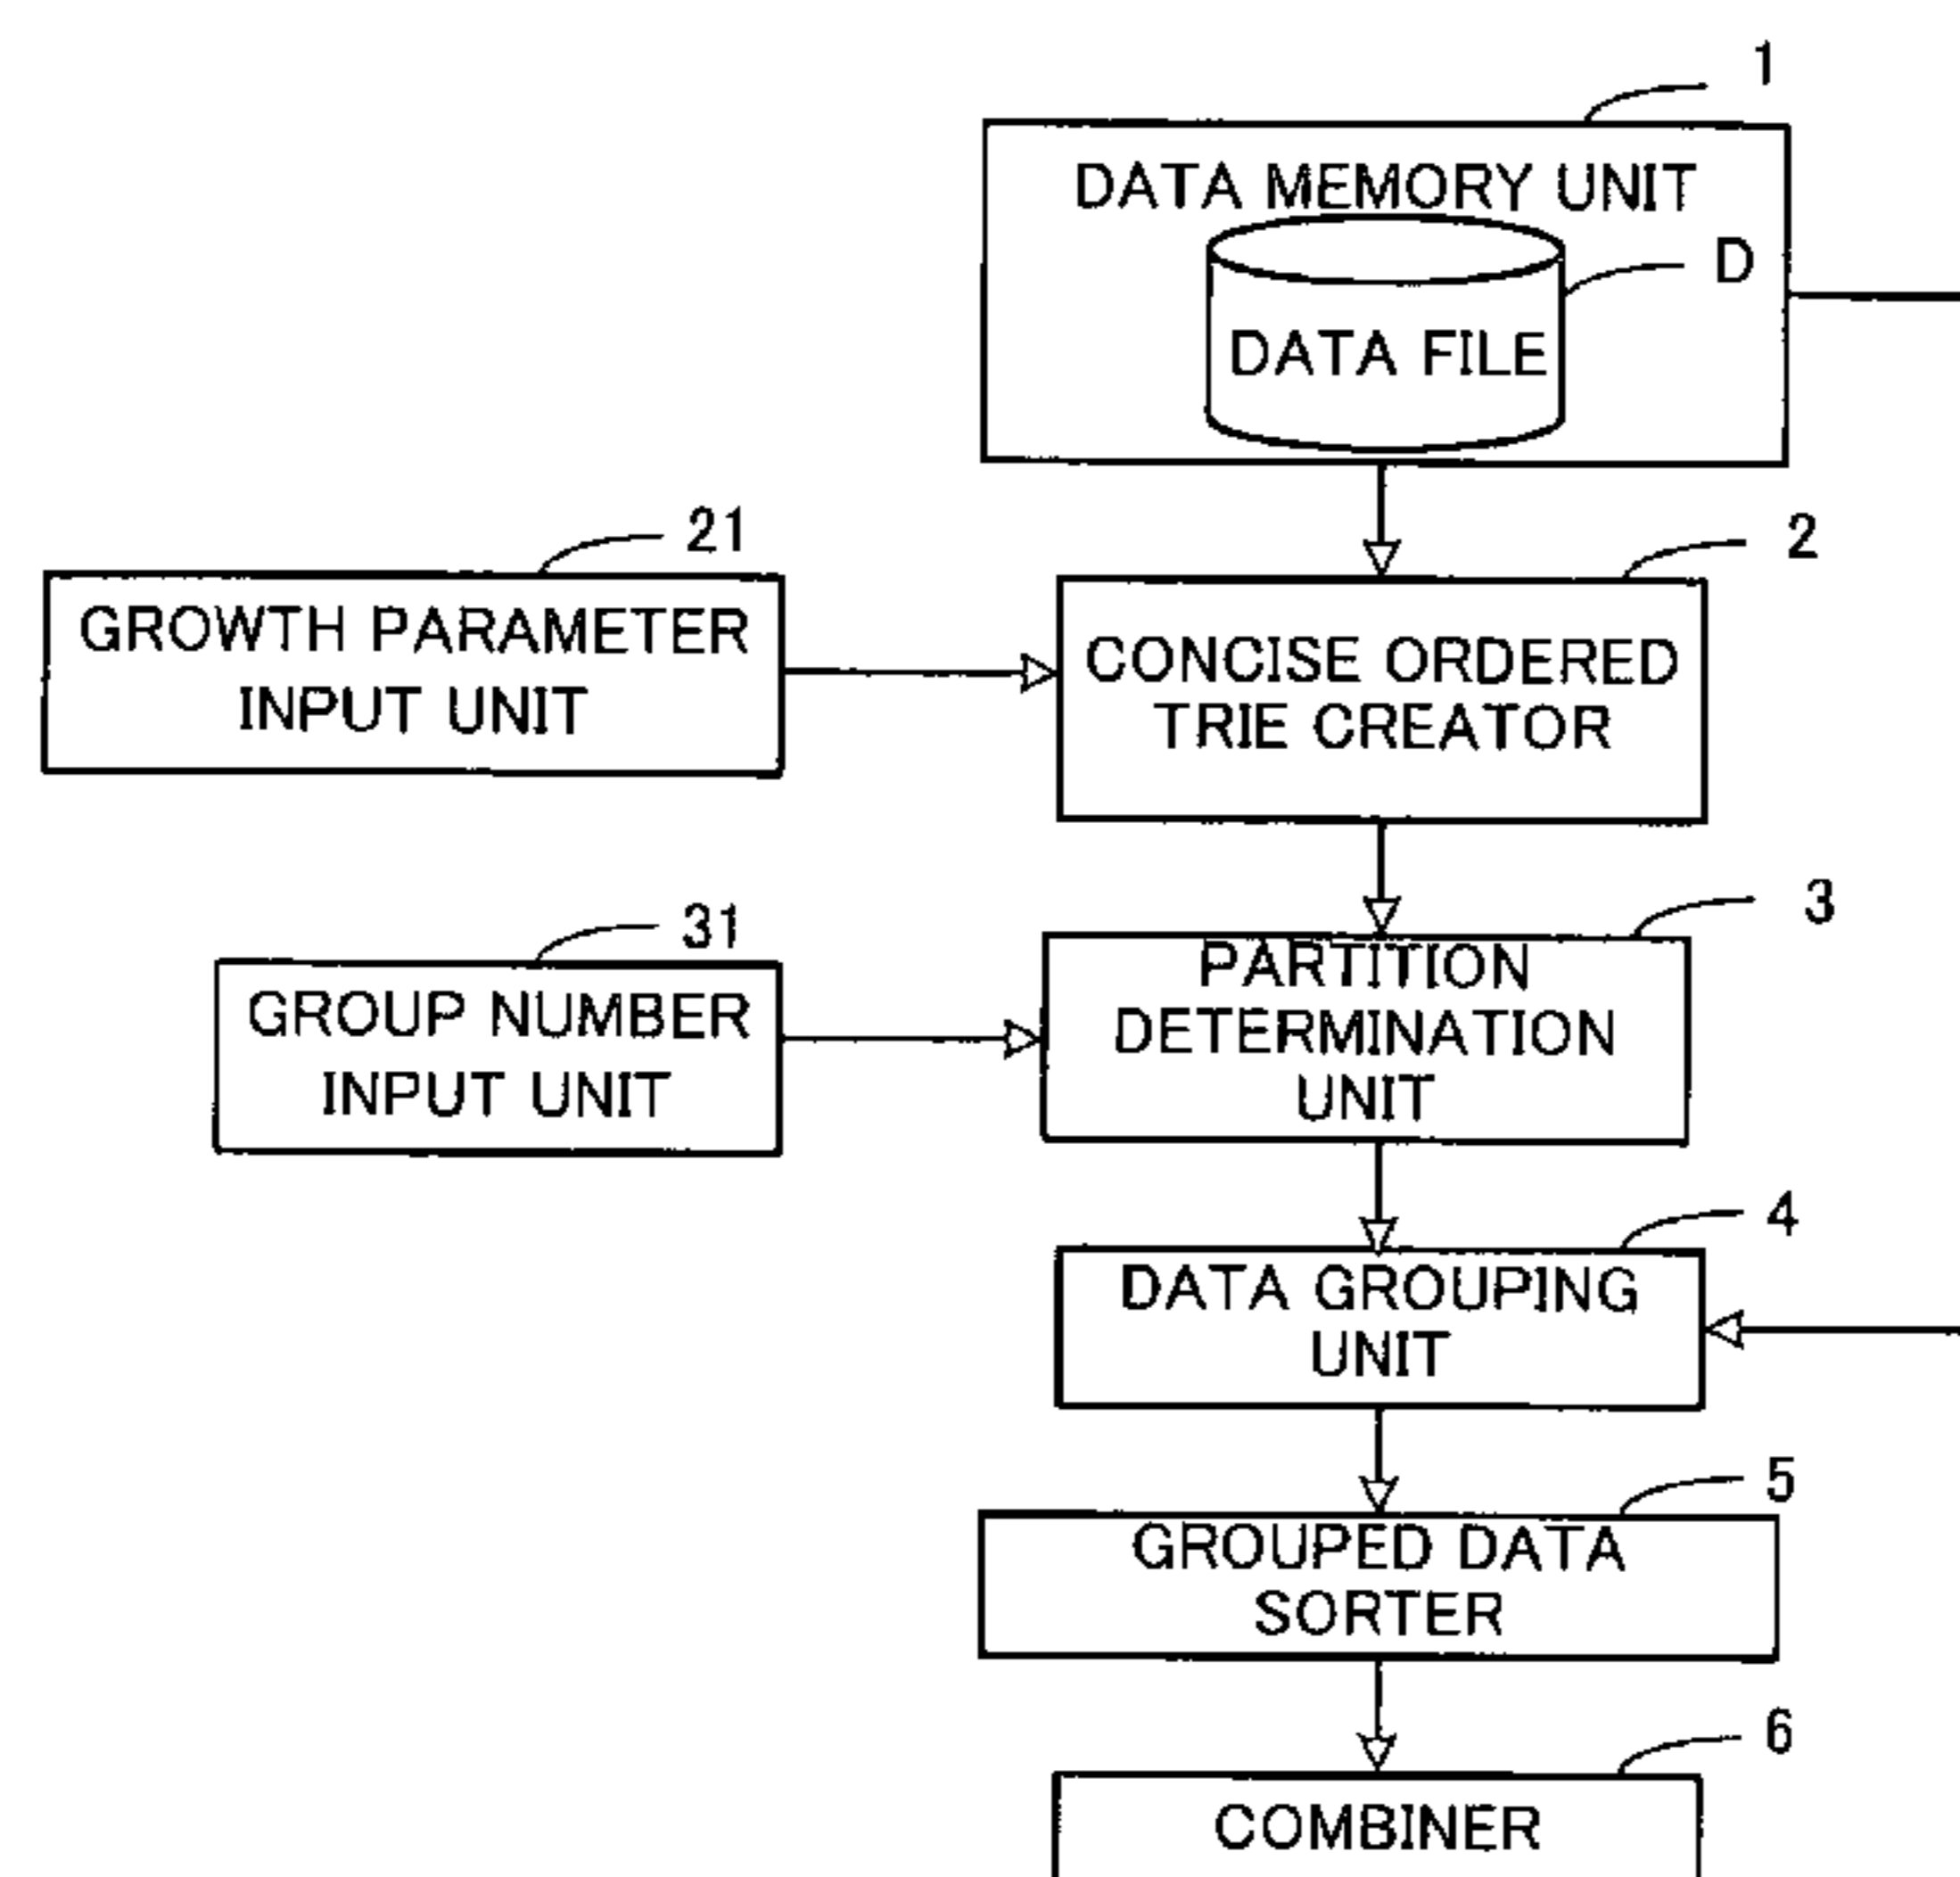 1
DATA MEMORY UNIT
D
DATA FILE
21
2
GROWTH PARAMETER
INPUT UNIT
CONCISE ORDERED
TRIE CREATOR
31
3
GROUP NUMBER
INPUT UNIT
PARTITION
DETERMINATION
UNIT
4
DATA GROUPING
UNIT
5
GROUPED DATA
SORTER
6
COMBINER